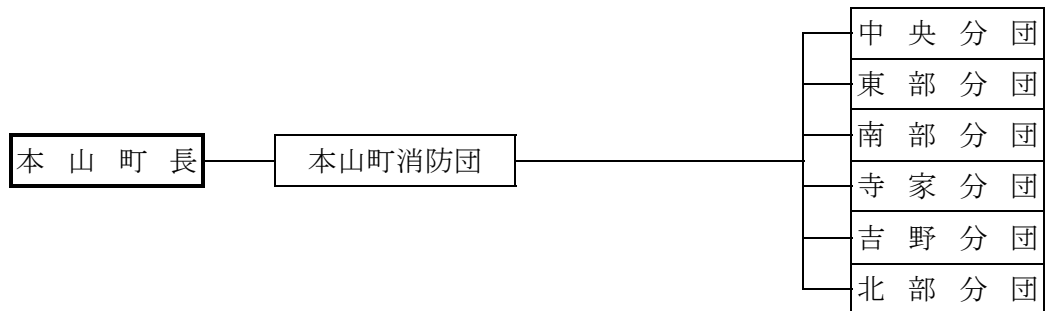 本山町長
本山町消防団
中央分団
東部分団
南部分団
寺家分団
吉野分団
北部分団